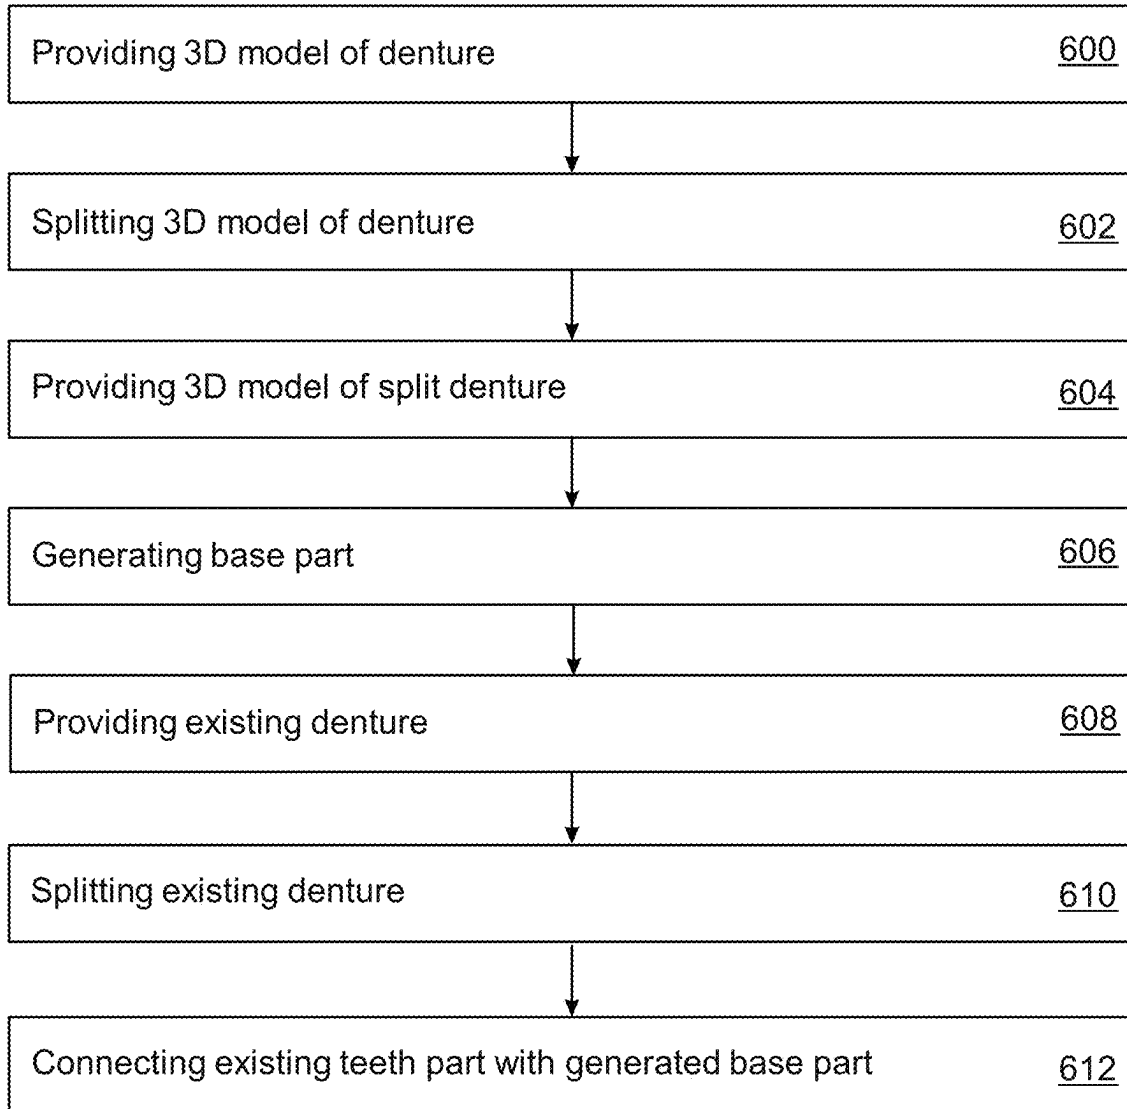 Providing 3D model of denture 600
Splitting 3D model of denture 602
Providing 3D model of split denture 604
Generating base part 606
Providing existing denture 608
Splitting existing denture 610
Connecting existing teeth part with generated base part 612